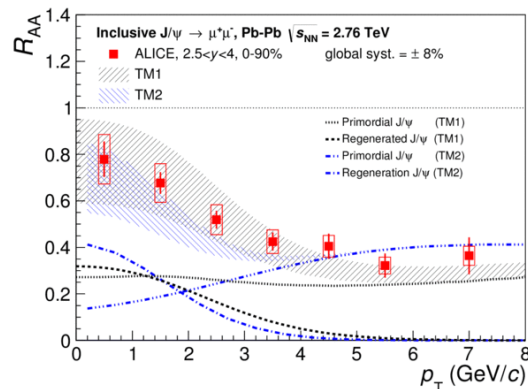 R_AA
1.4
1.2
1
0.8
0.6
0.4
0.2
0
Inclusive J/ψ → μ⁺μ⁻, Pb-Pb √s_NN = 2.76 TeV
ALICE, 2.5<y<4, 0-90% global syst. = ± 8%
TM1
TM2
Primordial J/ψ (TM1)
Regenerated J/ψ (TM1)
Primordial J/ψ (TM2)
Regeneration J/ψ (TM2)
0 1 2 3 4 5 6 7 8
p_T (GeV/c)